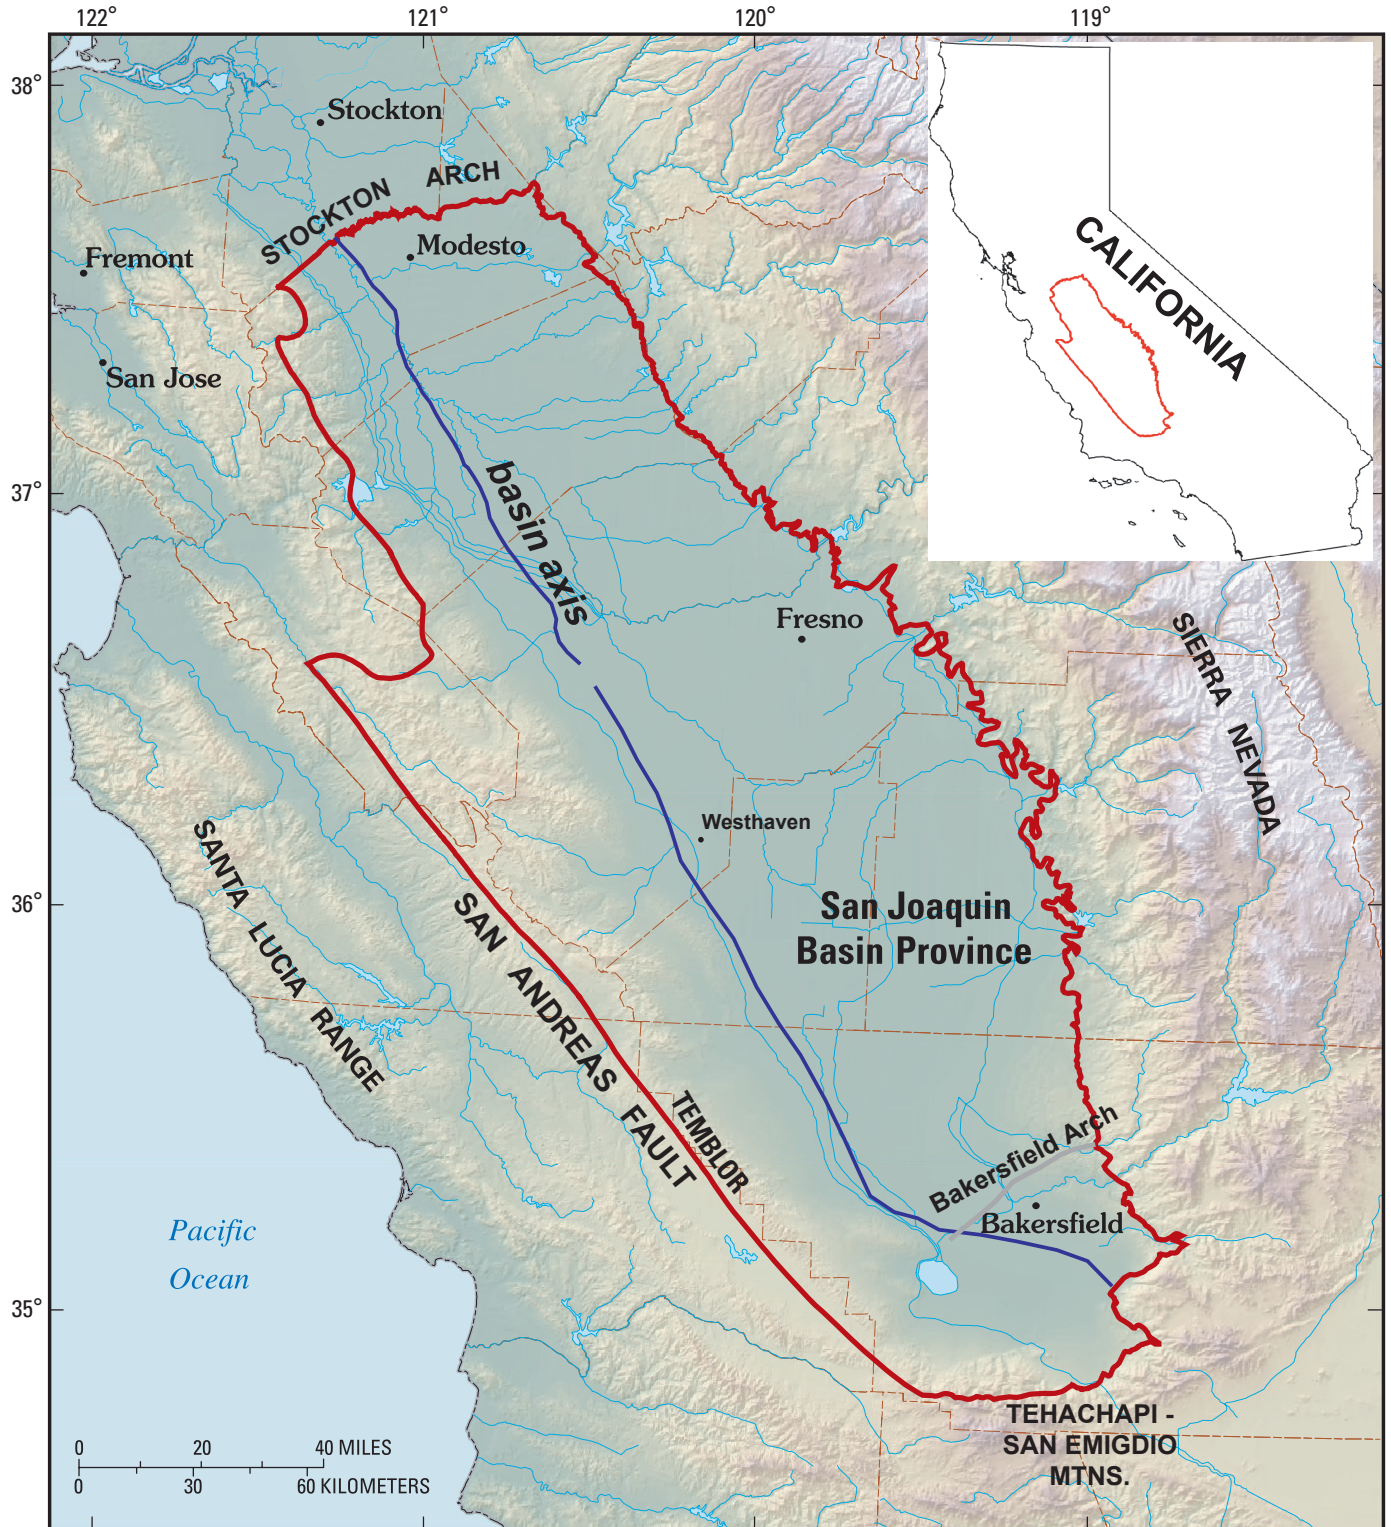 122° 121° 120° 119°
38°
37°
36°
35°
Stockton
STOCKTON ARCH
Modesto
Fremont
San Jose
CALIFORNIA
basin axis
Fresno
SIERRA NEVADA
Westhaven
SANTA LUCIA RANGE
San Joaquin
Basin Province
SAN ANDREAS FAULT
TEMBLOR
Bakersfield Arch
Bakersfield
Pacific
Ocean
TEHACHAPI -
SAN EMIGDIO
MTNS.
0 20 40 MILES
0 30 60 KILOMETERS